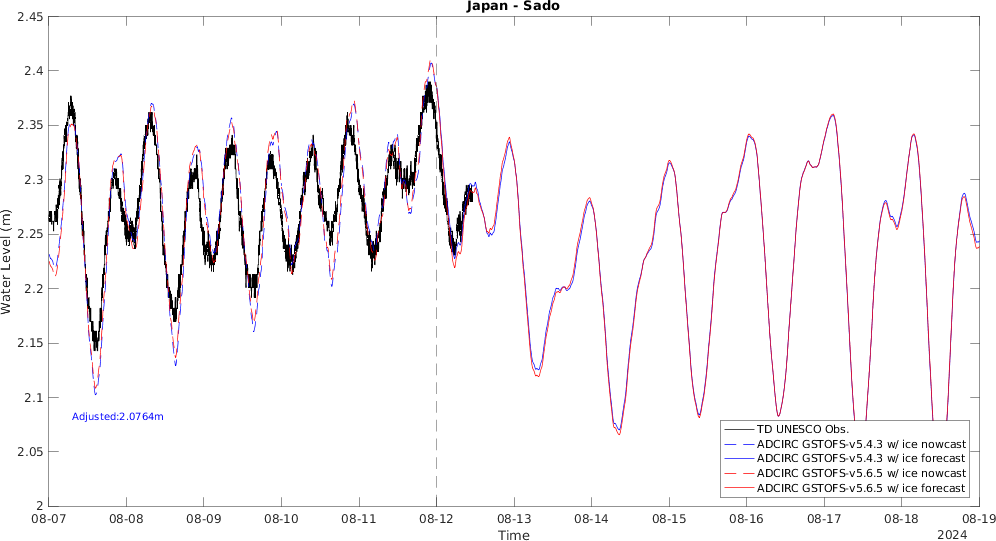 Japan - Sado
2.45
2.4
2.35
2.3
2.25
2.2
2.15
2.1
2.05
2
Water Level (m)
Adjusted:2.0764m
TD UNESCO Obs.
ADCIRC GSTOFS-v5.4.3 w/ ice nowcast
ADCIRC GSTOFS-v5.4.3 w/ ice forecast
ADCIRC GSTOFS-v5.6.5 w/ ice nowcast
ADCIRC GSTOFS-v5.6.5 w/ ice forecast
08-07 08-08 08-09 08-10 08-11 08-12 08-13 08-14 08-15 08-16 08-17 08-18 08-19
Time
2024